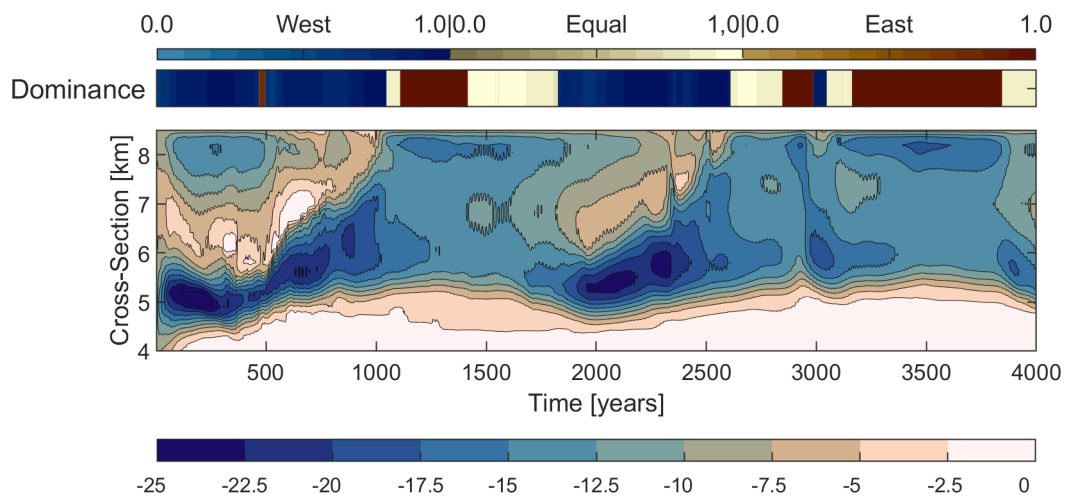 0.0 West 1.0|0.0 Equal 1,0|0.0 East 1.0
Dominance
Cross-Section [km]
8
7
6
5
4
500 1000 1500 2000 2500 3000 3500 4000
Time [years]
-25 -22.5 -20 -17.5 -15 -12.5 -10 -7.5 -5 -2.5 0